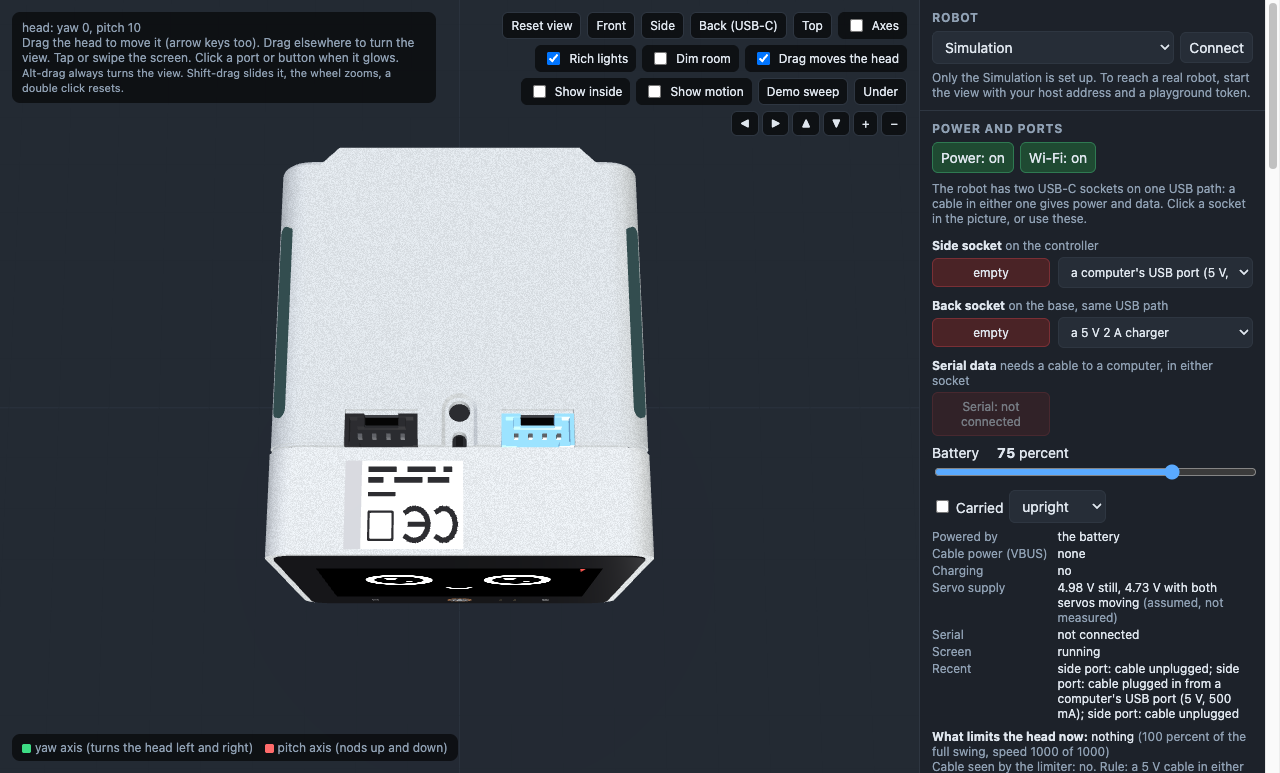 head: yaw 0, pitch 10
Drag the head to move it (arrow keys too). Drag elsewhere to turn the
view. Tap or swipe the screen. Click a port or button when it glows.
Alt-drag always turns the view. Shift-drag slides it, the wheel zooms, a
double click resets.
Reset view Front Side Back (USB-C) Top Axes
Rich lights Dim room Drag moves the head
Show inside Show motion Demo sweep Under
◀ ▶ ▲ ▼ + −
CE
yaw axis (turns the head left and right) pitch axis (nods up and down)
ROBOT
Simulation Connect
Only the Simulation is set up. To reach a real robot, start
the view with your host address and a playground token.
POWER AND PORTS
Power: on Wi-Fi: on
The robot has two USB-C sockets on one USB path: a
cable in either one gives power and data. Click a socket
in the picture, or use these.
Side socket on the controller
empty a computer's USB port (5 V,
Back socket on the base, same USB path
empty a 5 V 2 A charger
Serial data needs a cable to a computer, in either
socket
Serial: not
connected
Battery 75 percent
Carried upright
Powered by the battery
Cable power (VBUS) none
Charging no
Servo supply 4.98 V still, 4.73 V with both
servos moving (assumed, not
measured)
Serial not connected
Screen running
Recent side port: cable unplugged; side
port: cable plugged in from a
computer's USB port (5 V, 500
mA); side port: cable unplugged
What limits the head now: nothing (100 percent of the
full swing, speed 1000 of 1000)
Cable seen by the limiter: no. Rule: a 5 V cable in either